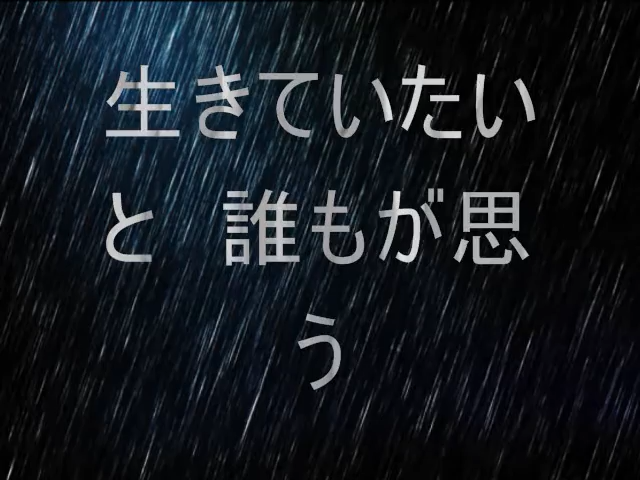 生きていたい
と　誰もが思
う